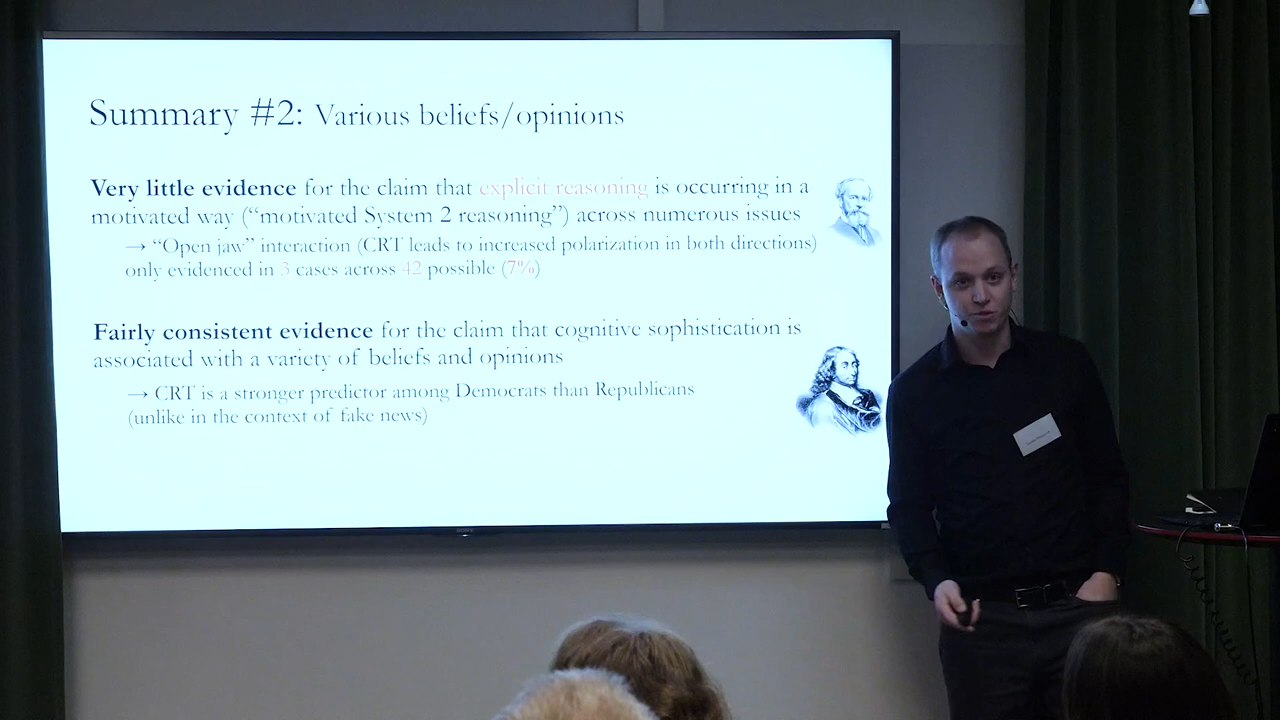 Summary #2: Various beliefs/opinions
Very little evidence for the claim that explicit reasoning is occurring in a
motivated way (“motivated System 2 reasoning”) across numerous issues
→ “Open jaw” interaction (CRT leads to increased polarization in both directions)
only evidenced in 3 cases across 42 possible (7%)
Fairly consistent evidence for the claim that cognitive sophistication is
associated with a variety of beliefs and opinions
→ CRT is a stronger predictor among Democrats than Republicans
(unlike in the context of fake news)
SONY